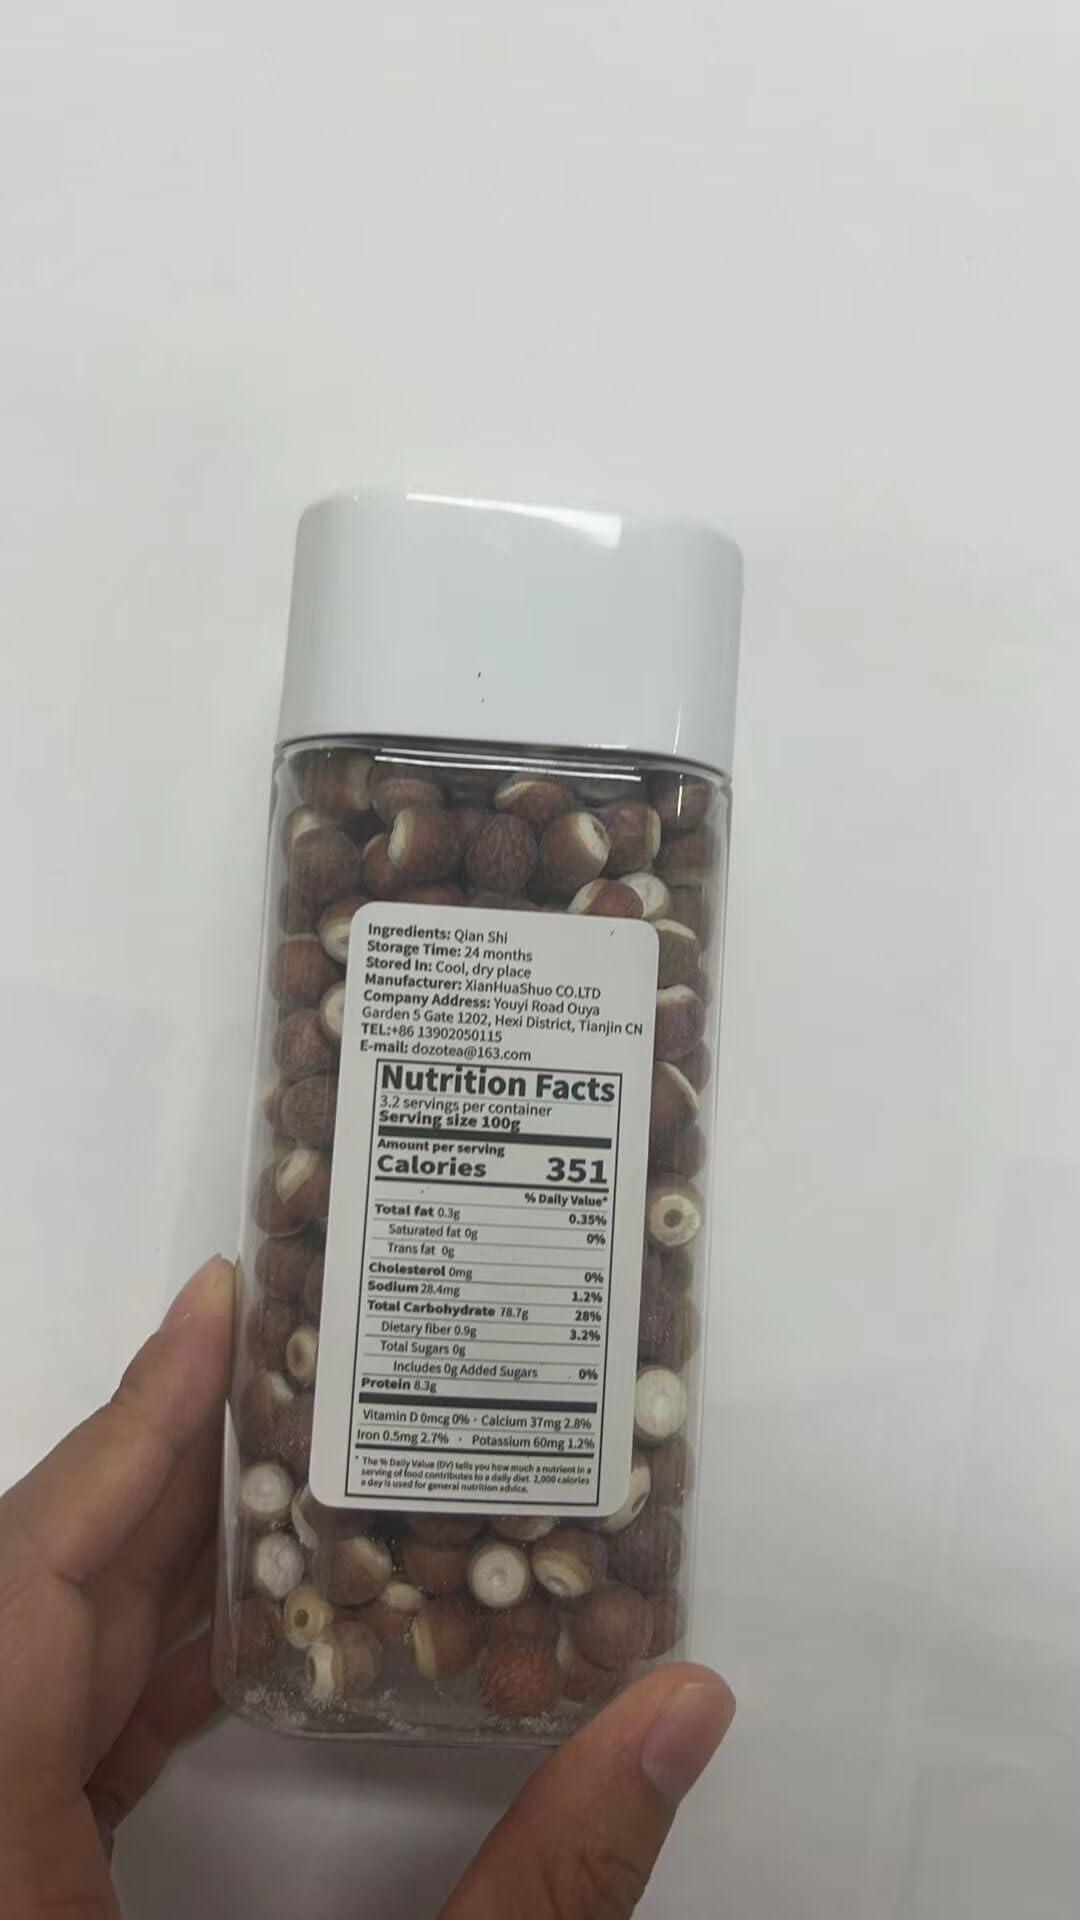 Ingredients: Qian Shi
Storage Time: 24 months
Stored In: Cool, dry place
Manufacturer: XianHuaShuo CO.LTD
Company Address: Youyi Road Ouya
Garden 5 Gate 1202, Hexi District, Tianjin CN
TEL:+86 13902050115
E-mail: dozotea@163.com
Nutrition Facts
3.2 servings per container
Serving size 100g
Amount per serving
Calories 351
% Daily Value*
Total fat 0.3g 0.35%
Saturated fat 0g 0%
Trans fat 0g
Cholesterol 0mg 0%
Sodium 28.4mg 1.2%
Total Carbohydrate 78.7g 28%
Dietary fiber 0.9g 3.2%
Total Sugars 0g
Includes 0g Added Sugars 0%
Protein 8.3g
Vitamin D 0mcg 0% · Calcium 37mg 2.8%
Iron 0.5mg 2.7% · Potassium 60mg 1.2%
* The % Daily Value (DV) tells you how much a nutrient in a
serving of food contributes to a daily diet. 2,000 calories
a day is used for general nutrition advice.